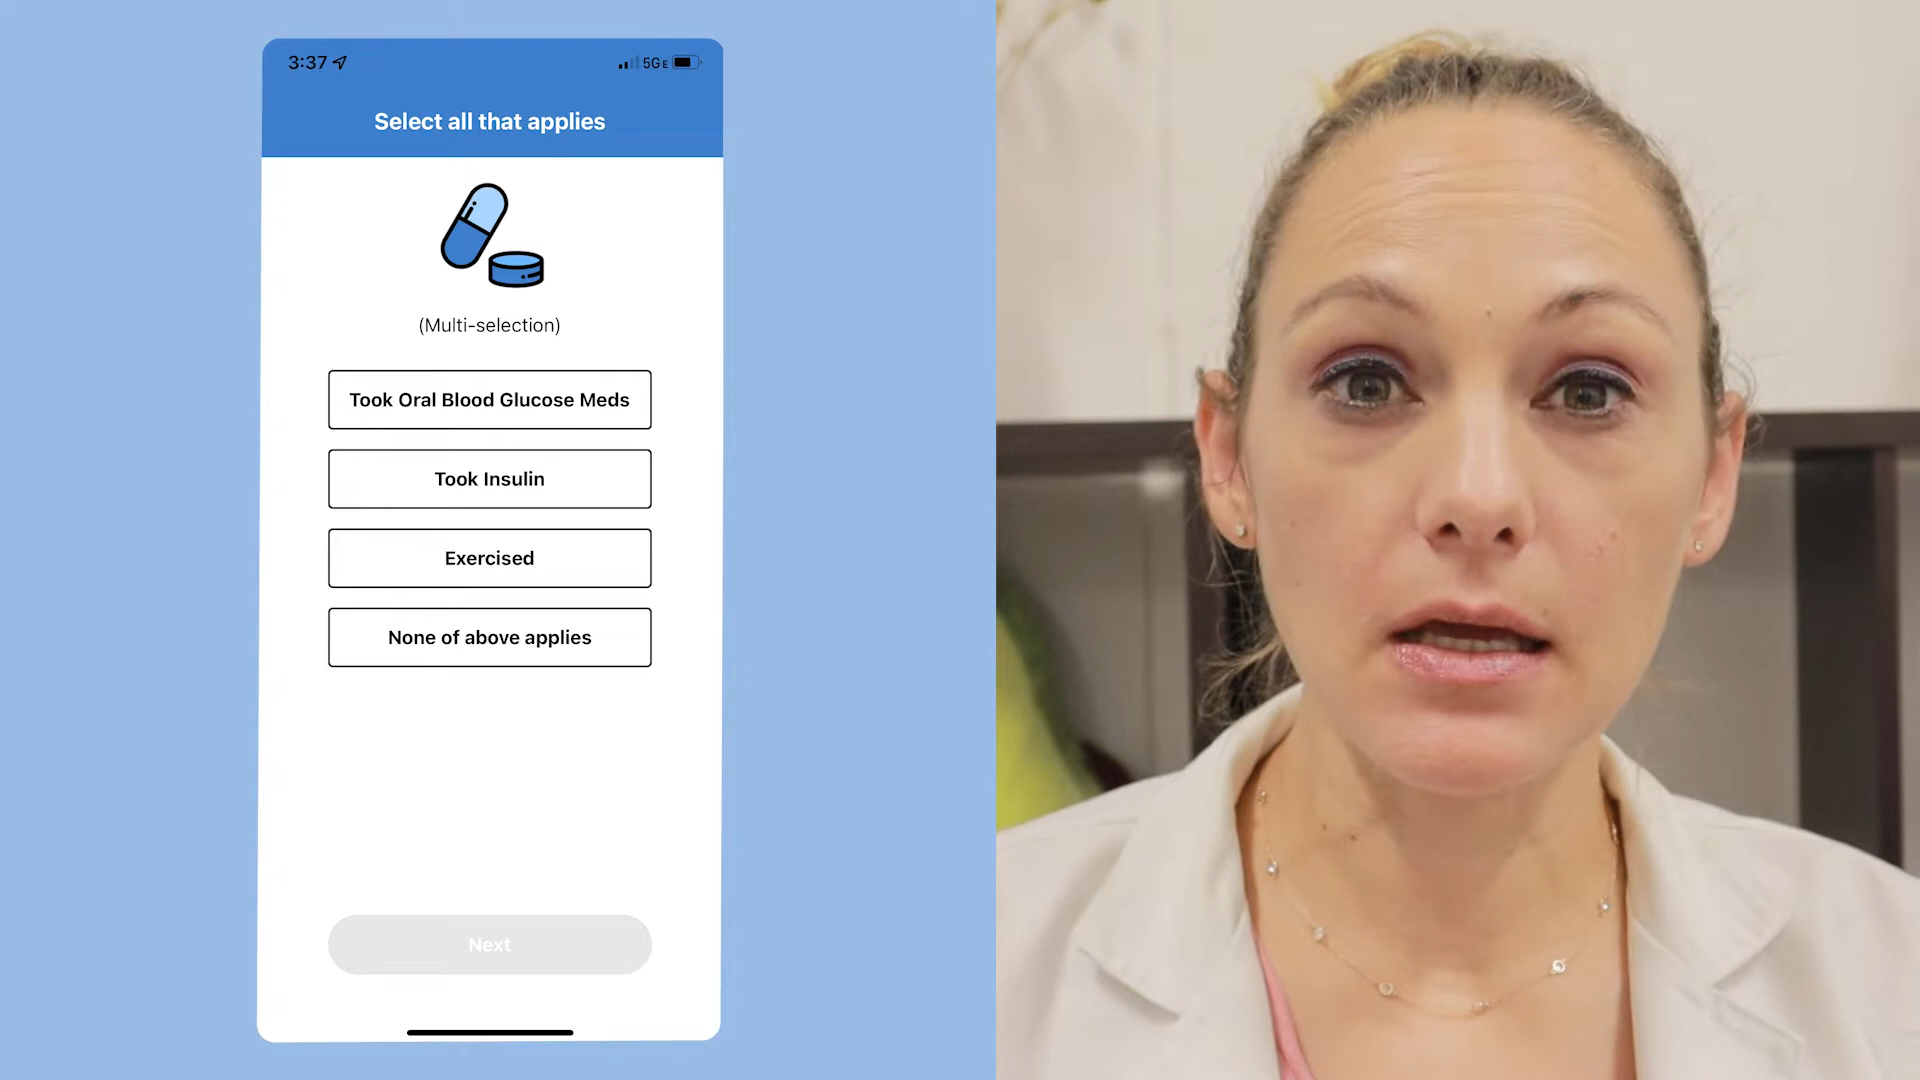 3:37
5GE
Select all that applies
(Multi-selection)
Took Oral Blood Glucose Meds
Took Insulin
Exercised
None of above applies
Next